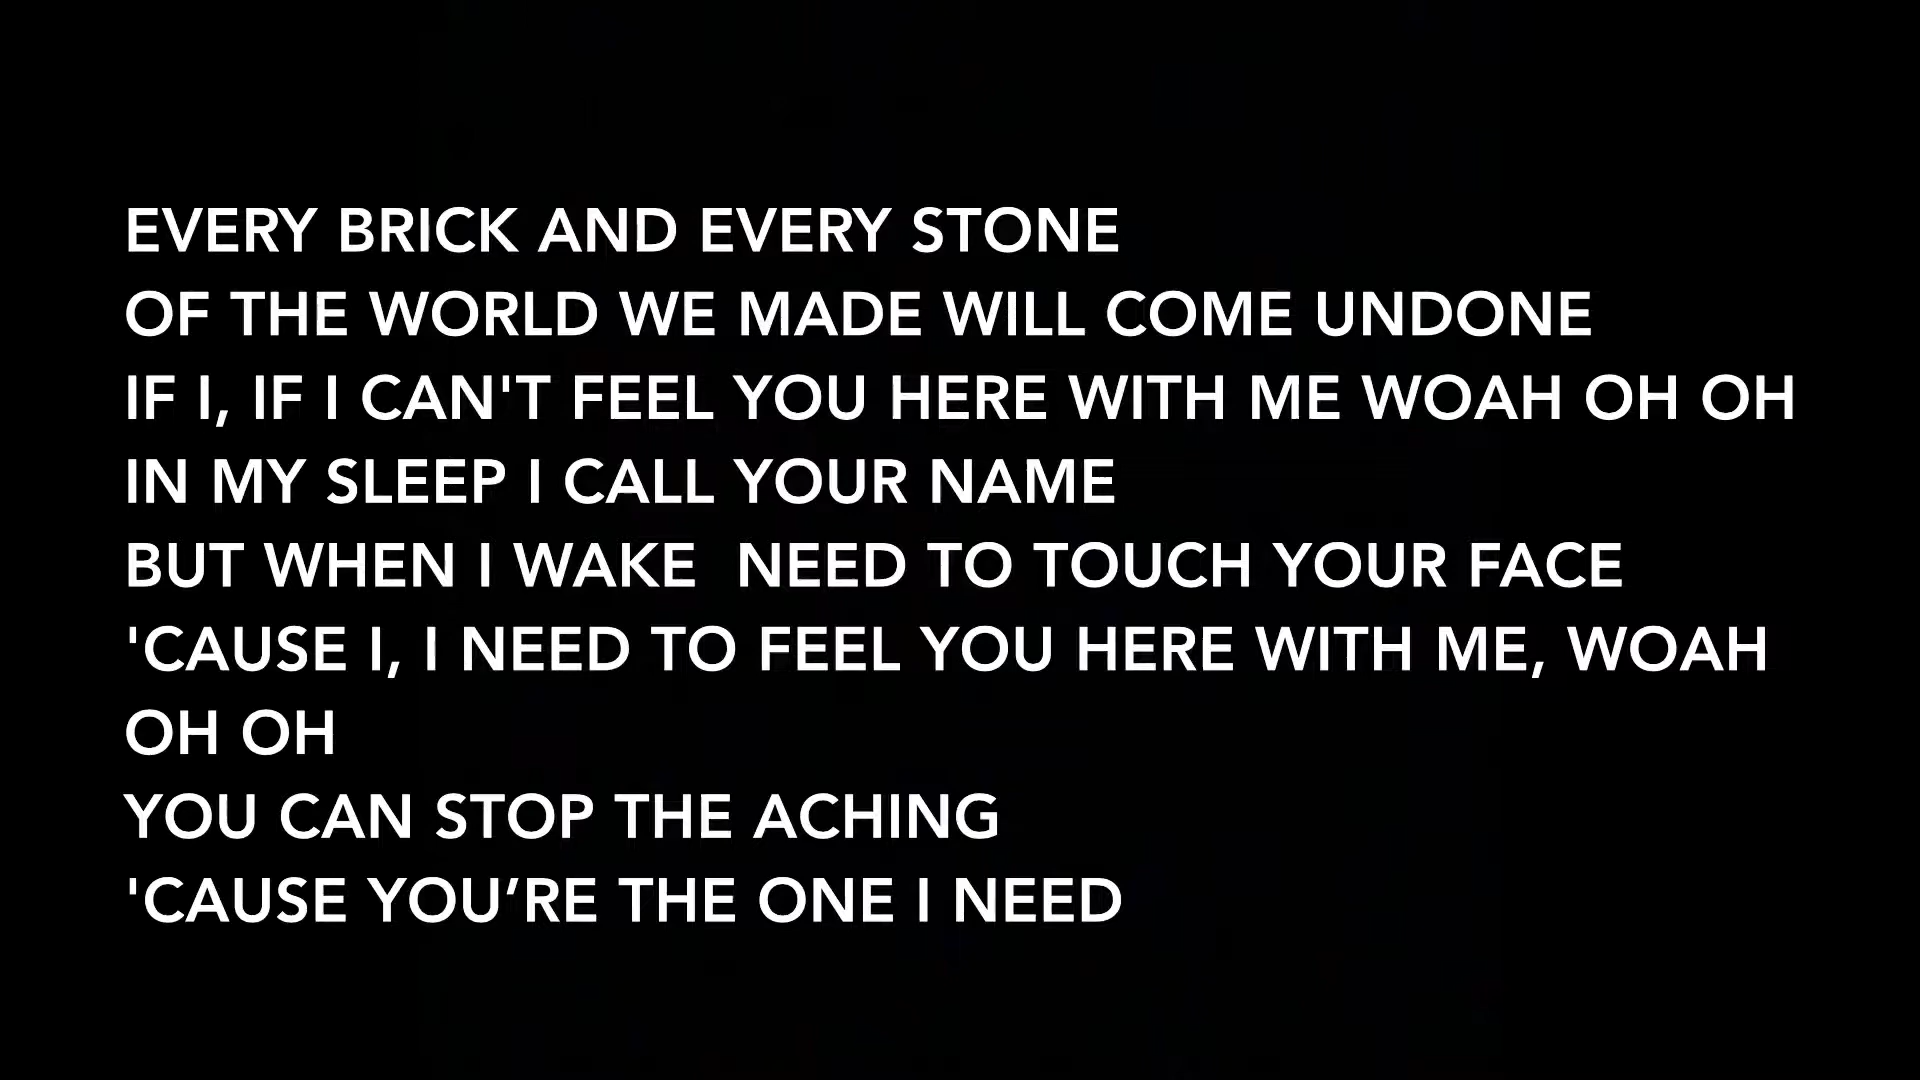 EVERY BRICK AND EVERY STONE
OF THE WORLD WE MADE WILL COME UNDONE
IF I, IF I CAN'T FEEL YOU HERE WITH ME WOAH OH OH
IN MY SLEEP I CALL YOUR NAME
BUT WHEN I WAKE  NEED TO TOUCH YOUR FACE
'CAUSE I, I NEED TO FEEL YOU HERE WITH ME, WOAH
OH OH
YOU CAN STOP THE ACHING
'CAUSE YOU’RE THE ONE I NEED